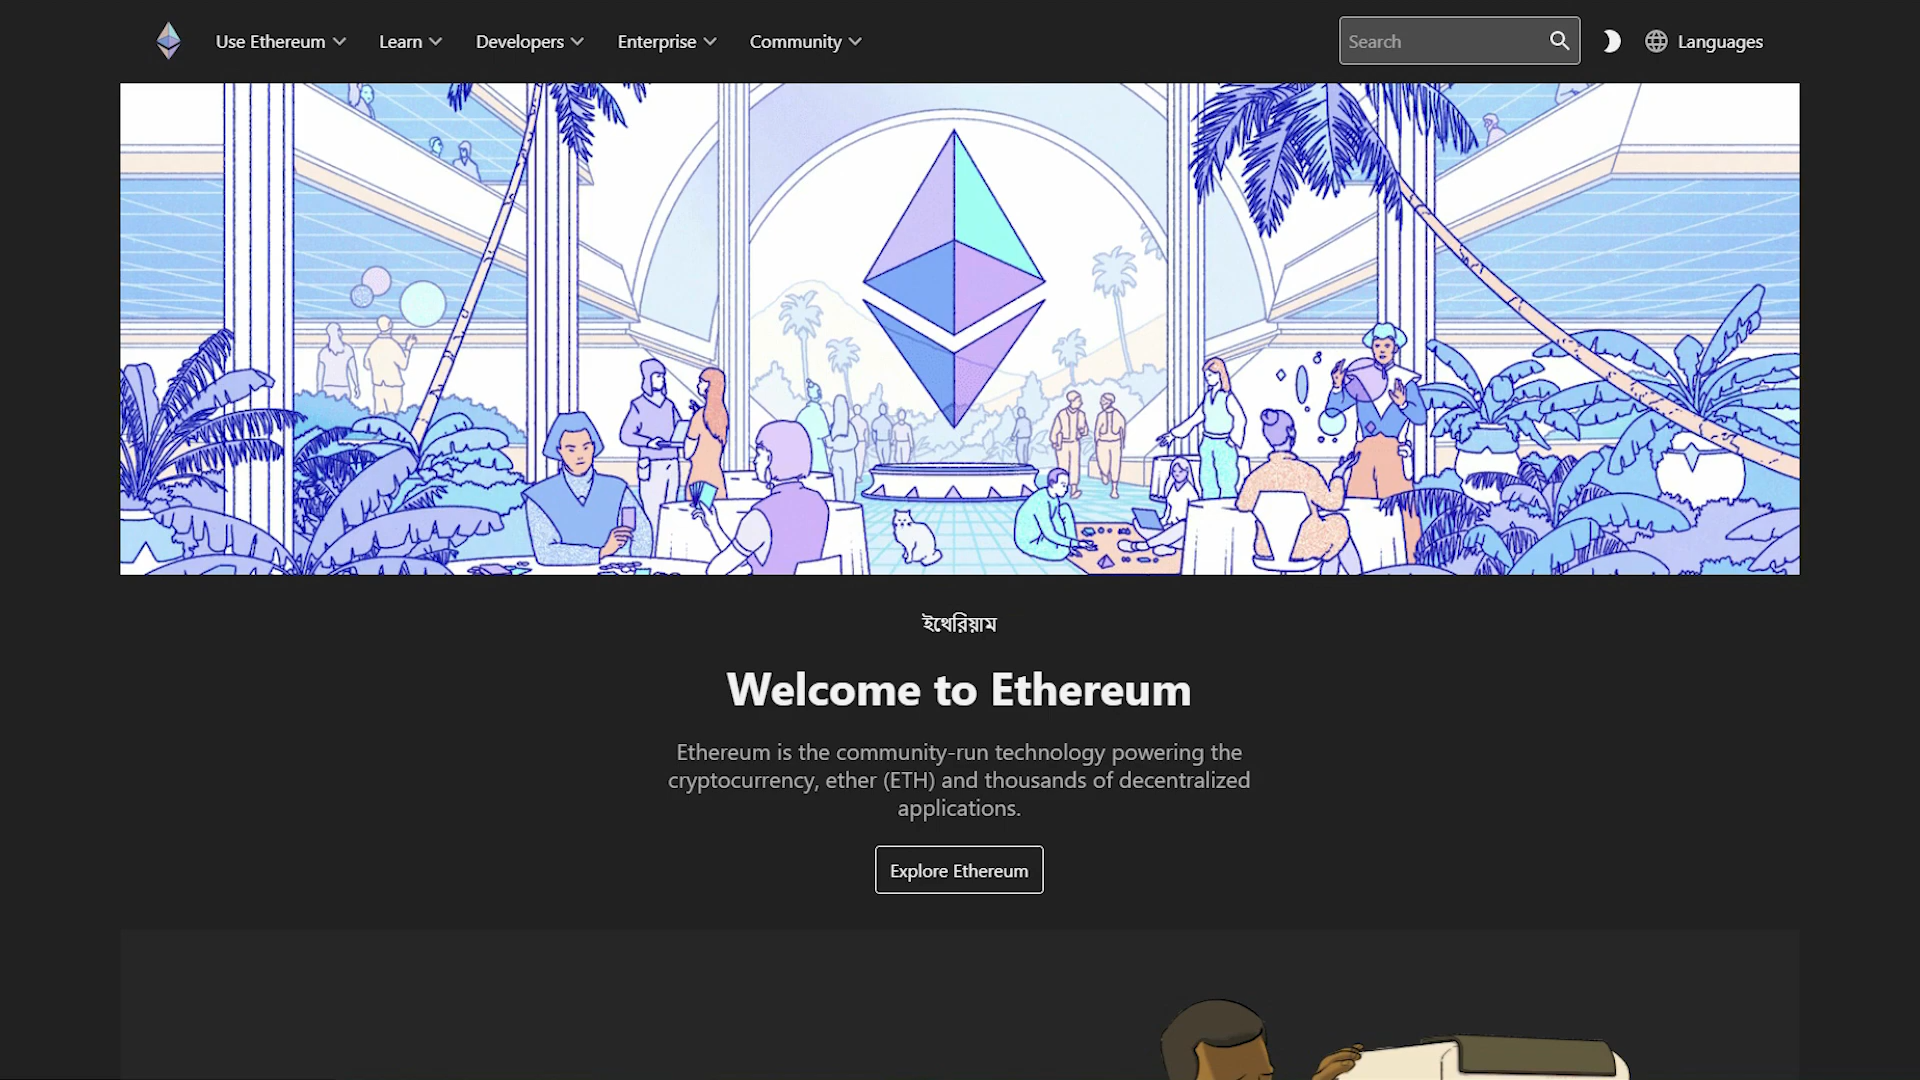 Use Ethereum
Learn
Developers
Enterprise
Community
Search
Languages
ইথেরিয়াম
Welcome to Ethereum
Ethereum is the community-run technology powering the
cryptocurrency, ether (ETH) and thousands of decentralized
applications.
Explore Ethereum